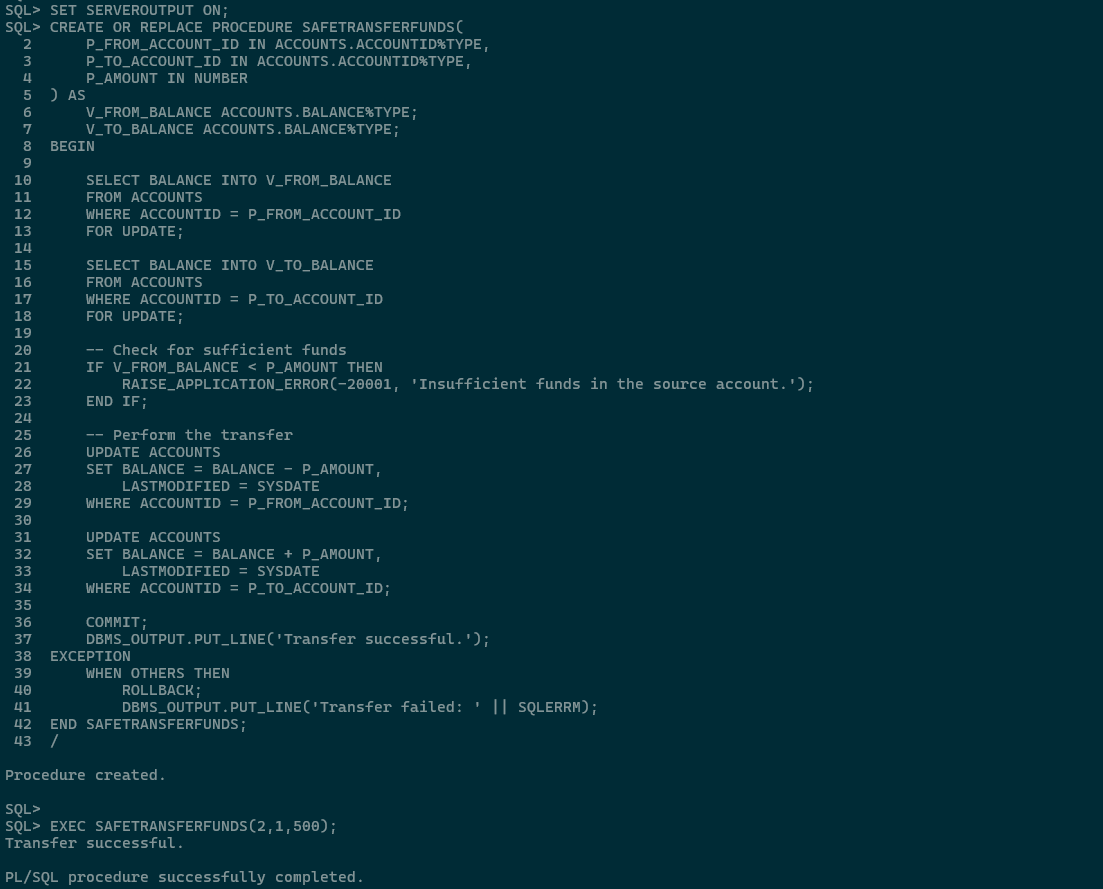 SQL> SET SERVEROUTPUT ON;
SQL> CREATE OR REPLACE PROCEDURE SAFETRANSFERFUNDS(
  2      P_FROM_ACCOUNT_ID IN ACCOUNTS.ACCOUNTID%TYPE,
  3      P_TO_ACCOUNT_ID IN ACCOUNTS.ACCOUNTID%TYPE,
  4      P_AMOUNT IN NUMBER
  5  ) AS
  6      V_FROM_BALANCE ACCOUNTS.BALANCE%TYPE;
  7      V_TO_BALANCE ACCOUNTS.BALANCE%TYPE;
  8  BEGIN
  9
 10      SELECT BALANCE INTO V_FROM_BALANCE
 11      FROM ACCOUNTS
 12      WHERE ACCOUNTID = P_FROM_ACCOUNT_ID
 13      FOR UPDATE;
 14
 15      SELECT BALANCE INTO V_TO_BALANCE
 16      FROM ACCOUNTS
 17      WHERE ACCOUNTID = P_TO_ACCOUNT_ID
 18      FOR UPDATE;
 19
 20      -- Check for sufficient funds
 21      IF V_FROM_BALANCE < P_AMOUNT THEN
 22          RAISE_APPLICATION_ERROR(-20001, 'Insufficient funds in the source account.');
 23      END IF;
 24
 25      -- Perform the transfer
 26      UPDATE ACCOUNTS
 27      SET BALANCE = BALANCE - P_AMOUNT,
 28          LASTMODIFIED = SYSDATE
 29      WHERE ACCOUNTID = P_FROM_ACCOUNT_ID;
 30
 31      UPDATE ACCOUNTS
 32      SET BALANCE = BALANCE + P_AMOUNT,
 33          LASTMODIFIED = SYSDATE
 34      WHERE ACCOUNTID = P_TO_ACCOUNT_ID;
 35
 36      COMMIT;
 37      DBMS_OUTPUT.PUT_LINE('Transfer successful.');
 38  EXCEPTION
 39      WHEN OTHERS THEN
 40          ROLLBACK;
 41          DBMS_OUTPUT.PUT_LINE('Transfer failed: ' || SQLERRM);
 42  END SAFETRANSFERFUNDS;
 43  /

Procedure created.

SQL>
SQL> EXEC SAFETRANSFERFUNDS(2,1,500);
Transfer successful.

PL/SQL procedure successfully completed.